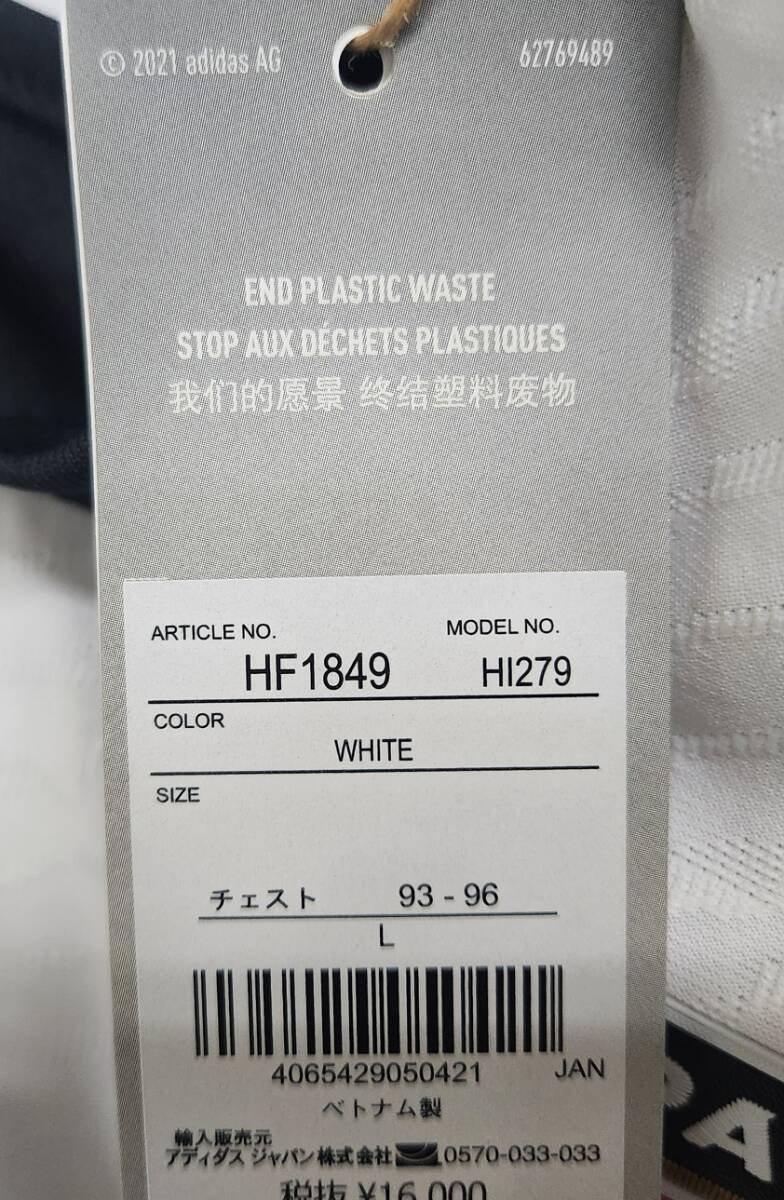 © 2021 adidas AG 62769489
END PLASTIC WASTE
STOP AUX DÉCHETS PLASTIQUES
我们的愿景 终结塑料废物
ARTICLE NO. MODEL NO.
HF1849 HI279
COLOR
WHITE
SIZE
チェスト 93 - 96
L
4065429050421 JAN
ベトナム製
輸入販売元
アディダス ジャパン株式会社 0570-033-033
税抜 ¥16,000
PA